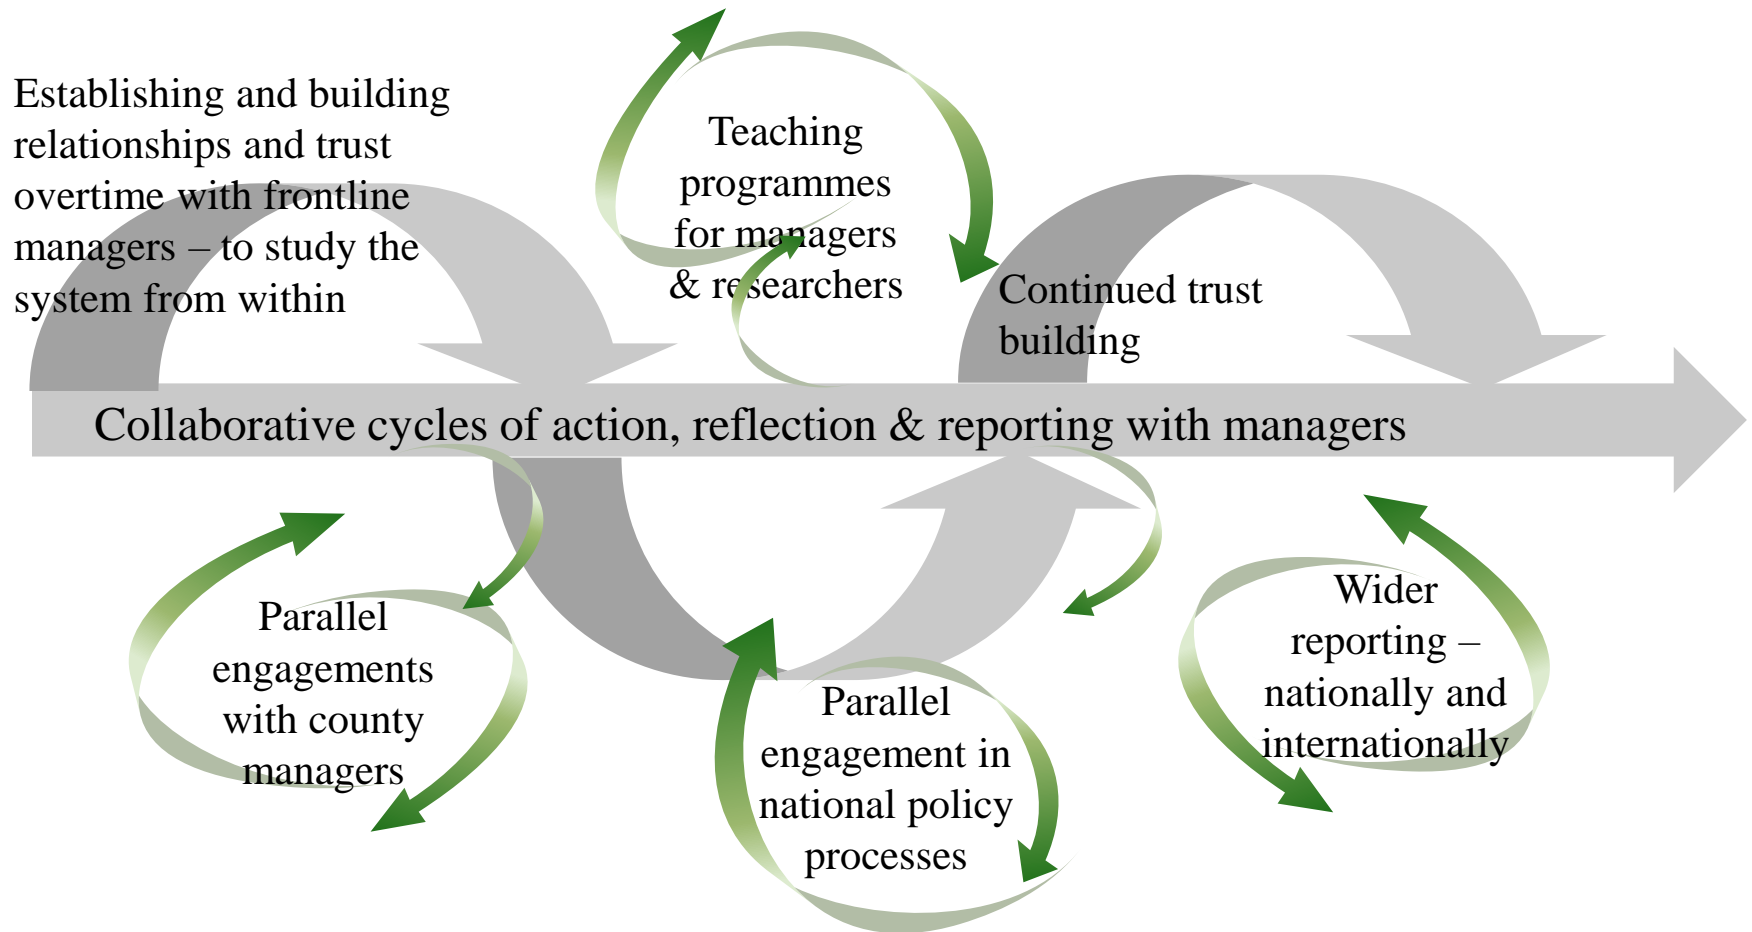 Establishing and building
relationships and trust
overtime with frontline
managers – to study the
system from within
Teaching
programmes
for managers
& researchers
Continued trust
building
Collaborative cycles of action, reflection & reporting with managers
Parallel
engagements
with county
managers
Parallel
engagement in
national policy
processes
Wider
reporting –
nationally and
internationally